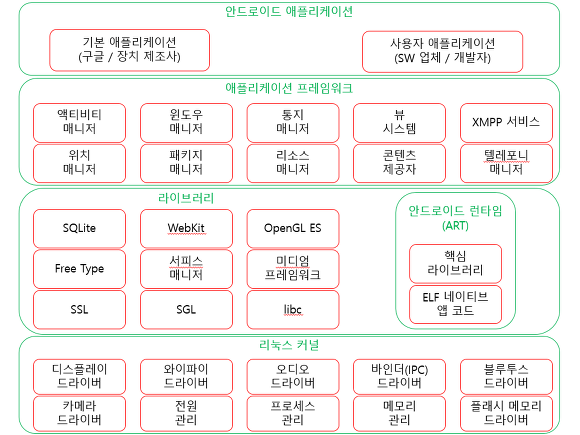 안드로이드 애플리케이션
기본 애플리케이션
(구글 / 장치 제조사)
사용자 애플리케이션
(SW 업체 / 개발자)
애플리케이션 프레임워크
액티비티
매니저
윈도우
매니저
통지
매니저
뷰
시스템
XMPP 서비스
위치
매니저
패키지
매니저
리소스
매니저
콘텐츠
제공자
텔레포니
매니저
라이브러리
SQLite
WebKit
OpenGL ES
Free Type
서피스
매니저
미디엄
프레임워크
SSL
SGL
libc
안드로이드 런타임
(ART)
핵심
라이브러리
ELF 네이티브
앱 코드
리눅스 커널
디스플레이
드라이버
와이파이
드라이버
오디오
드라이버
바인더(IPC)
드라이버
블루투스
드라이버
카메라
드라이버
전원
관리
프로세스
관리
메모리
관리
플래시 메모리
드라이버